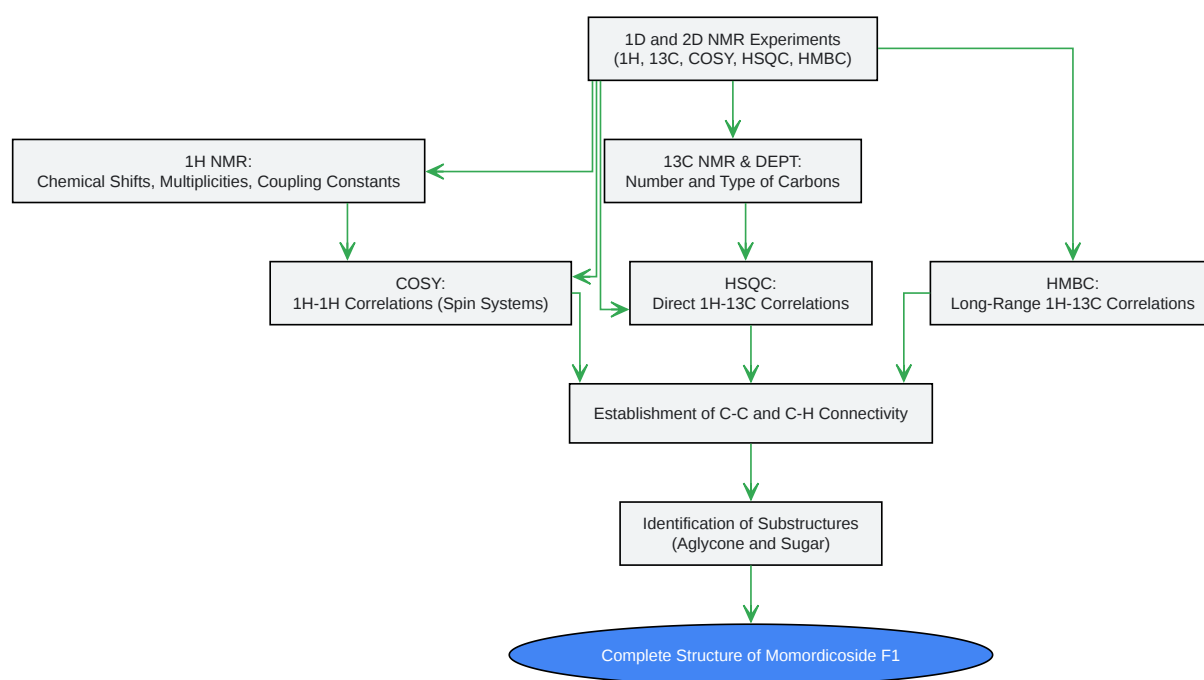 1D and 2D NMR Experiments
(1H, 13C, COSY, HSQC, HMBC)
1H NMR:
Chemical Shifts, Multiplicities, Coupling Constants
13C NMR & DEPT:
Number and Type of Carbons
COSY:
1H-1H Correlations (Spin Systems)
HSQC:
Direct 1H-13C Correlations
HMBC:
Long-Range 1H-13C Correlations
Establishment of C-C and C-H Connectivity
Identification of Substructures
(Aglycone and Sugar)
Complete Structure of Momordicoside F1